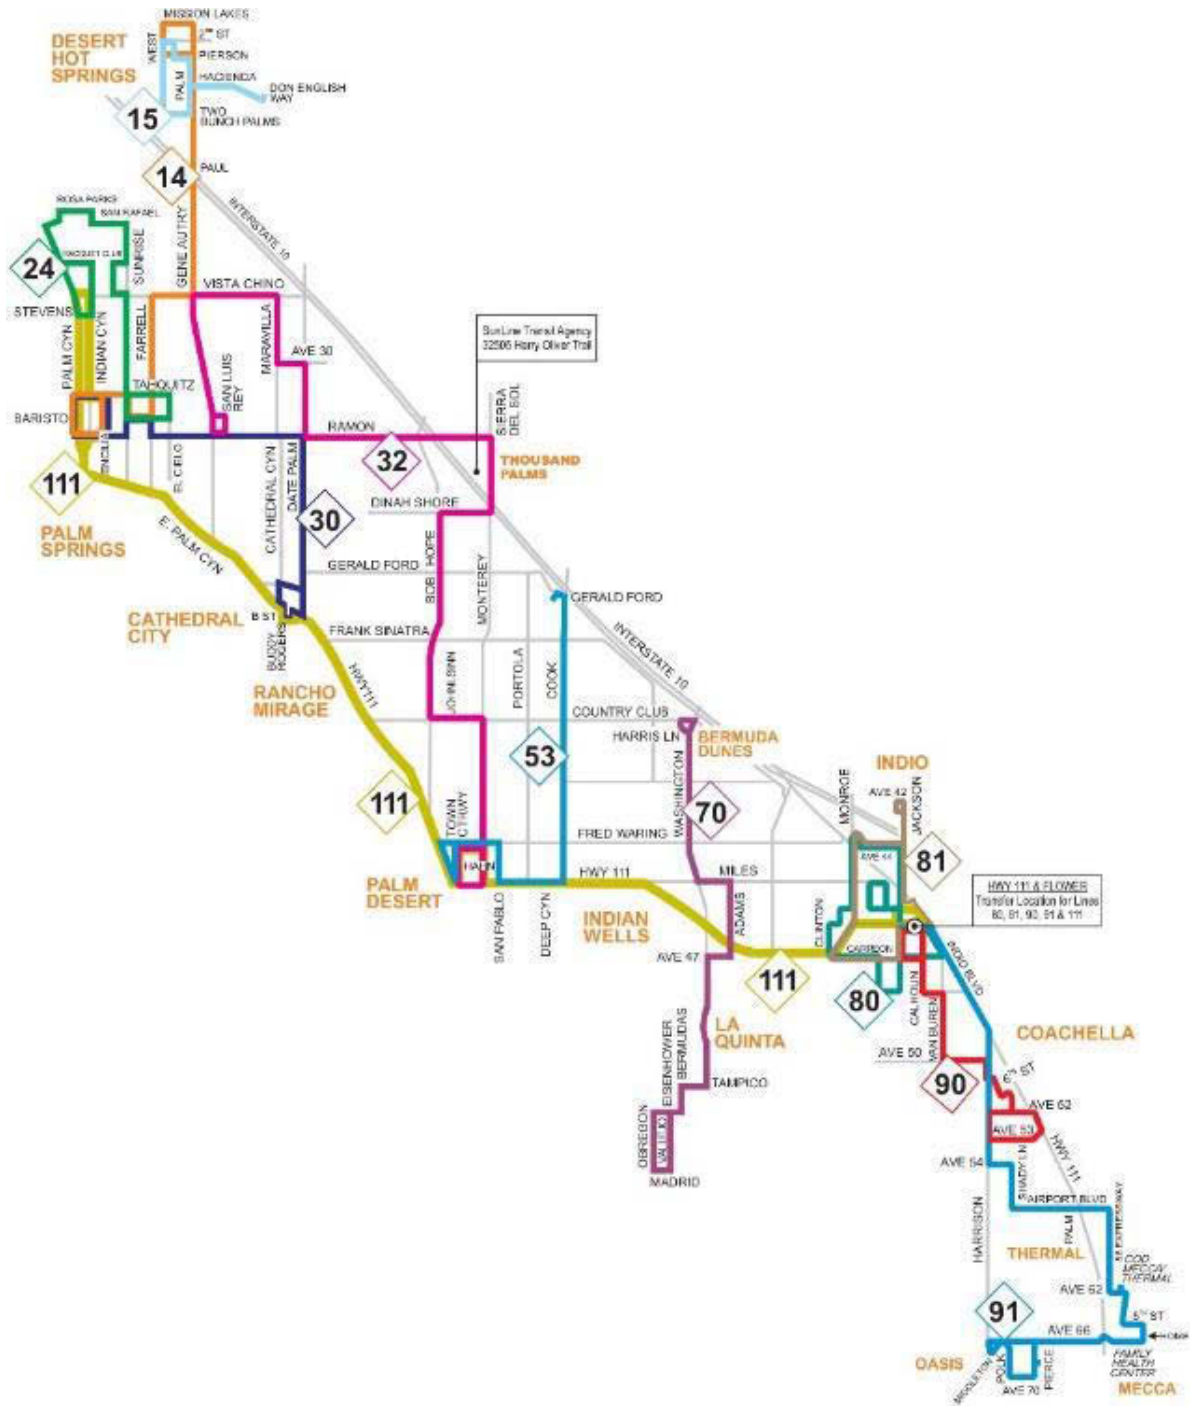 MISSION LAKES
2ND ST
DESERT
HOT
SPRINGS
WEST
PIERSON
PALM
HACIENDA
DON ENGLISH
WAY
15
TWO
BUNCH PALMS
14
PAUL
ROSA PARKS
SAN RAFAEL
INTERSTATE 10
RACQUET CLUB
24
SUNRISE
GENE AUTRY
VISTA CHINO
STEVENS
PALM CYN
INDIAN CYN
FARRELL
MARAVILLA
SunLine Transit Agency
32505 Harry Oliver Trail
AVE 30
TAHQUITZ
SAN LUIS
REY
BARISTO
RAMON
SIERRA
DEL SOL
32
THOUSAND
PALMS
EL CIELO
CATHEDRAL CYN
DATE PALM
111
DINAH SHORE
30
PALM
SPRINGS
E. PALM CYN
GERALD FORD
BOB HOPE
MONTEREY
GERALD FORD
CATHEDRAL
CITY
B ST
BUDDY
ROGERS
FRANK SINATRA
INTERSTATE 10
HWY111
RANCHO
MIRAGE
PORTOLA
COOK
COUNTRY CLUB
HARRIS LN
BERMUDA
DUNES
53
WASHINGTON
INDIO
MONROE
AVE 42
JACKSON
111
70
TOWN
CTRWY
FRED WARING
AVE 44
81
HAHN
HWY 111
MILES
PALM
DESERT
HWY 111 & FLOWER
Transfer Location for Lines
80, 81, 90, 91 & 111
SAN PABLO
DEEP CYN
INDIAN
WELLS
ADAMS
CLINTON
CARREON
AVE 47
111
80
INDIO BLVD
CALHOUN
VAN BUREN
LA
QUINTA
COACHELLA
EISENHOWER
BERMUDAS
AVE 50
TAMPICO
90
6TH ST
AVE 52
OBREGON
VALLEJO
AVE 53
HWY 111
MADRID
AVE 54
SHADY LN
AIRPORT BLVD
HARRISON
PALM
THERMAL
COD
MECCA/
THERMAL
AVE 62
91
5TH ST
AVE 66
OASIS
MIDDLETON
POLK
PIERCE
AVE 70
FAMILY
HEALTH
CENTER
MECCA